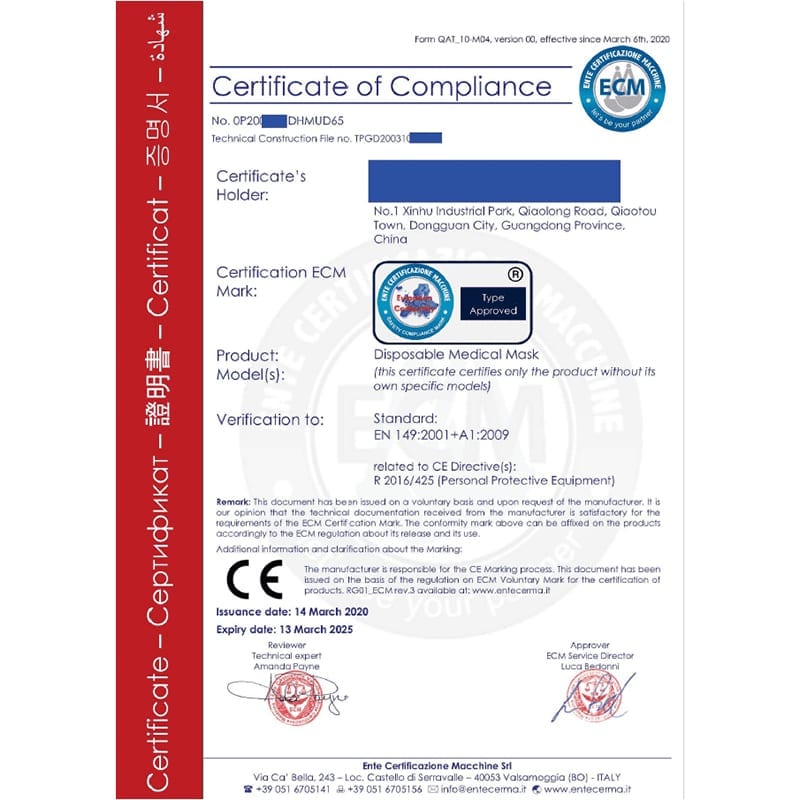 Form QAT_10-M04, version 00, effective since March 6th, 2020
Certificate of Compliance
ENTE CERTIFICAZIONE MACCHINE
ECM
let's be your partner
No. 0P20 DHMUD65
Technical Construction File no. TPGD200310
Certificate's
Holder:
No.1 Xinhu Industrial Park, Qiaolong Road, Qiaotou
Town, Dongguan City, Guangdong Province,
China
Certification ECM
Mark:
ENTE CERTIFICAZIONE MACCHINE
European
Conformity
SAFETY COMPLIANCE MARK
®
Type
Approved
Product:
Disposable Medical Mask
Model(s):
(this certificate certifies only the product without its
own specific models)
Verification to:
Standard:
EN 149:2001+A1:2009
related to CE Directive(s):
R 2016/425 (Personal Protective Equipment)
Remark: This document has been issued on a voluntary basis and upon request of the manufacturer. It is
our opinion that the technical documentation received from the manufacturer is satisfactory for the
requirements of the ECM Certification Mark. The conformity mark above can be affixed on the products
accordingly to the ECM regulation about its release and its use.
Additional information and clarification about the Marking:
CE
The manufacturer is responsible for the CE Marking process. This document has been
issued on the basis of the regulation on ECM Voluntary Mark for the certification of
products. RG01_ECM rev.3 available at: www.entecerma.it
Issuance date: 14 March 2020
Expiry date: 13 March 2025
Reviewer
Technical expert
Amanda Payne
Approver
ECM Service Director
Luca Bedonni
Ente Certificazione Macchine Srl
Via Ca' Bella, 243 – Loc. Castello di Serravalle – 40053 Valsamoggia (BO) - ITALY
+39 051 6705141 +39 051 6705156 info@entecerma.it www.entecerma.it
Certificate – Сертификат – 證明書 – Certificat – 증명서 – شهادة